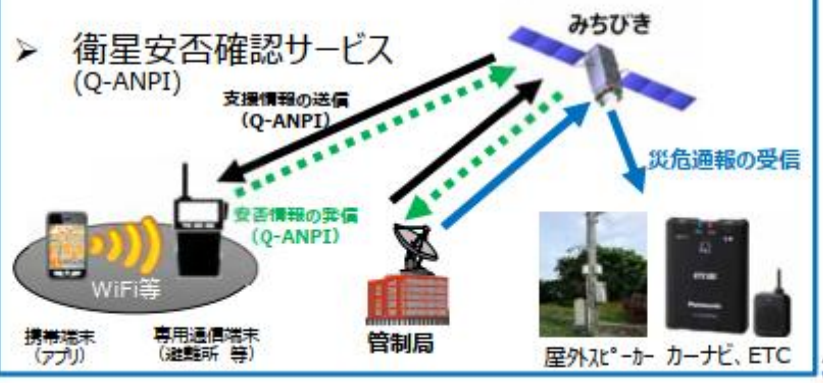 みちびき
➤ 衛星安否確認サービス
(Q-ANPI)
支援情報の送信
(Q-ANPI)
災危通報の受信
安否情報の発信
(Q-ANPI)
WiFi等
携帯端末
(アプリ)
専用通信端末
(避難所 等)
管制局
屋外スピーカー
カーナビ、ETC
Panasonic